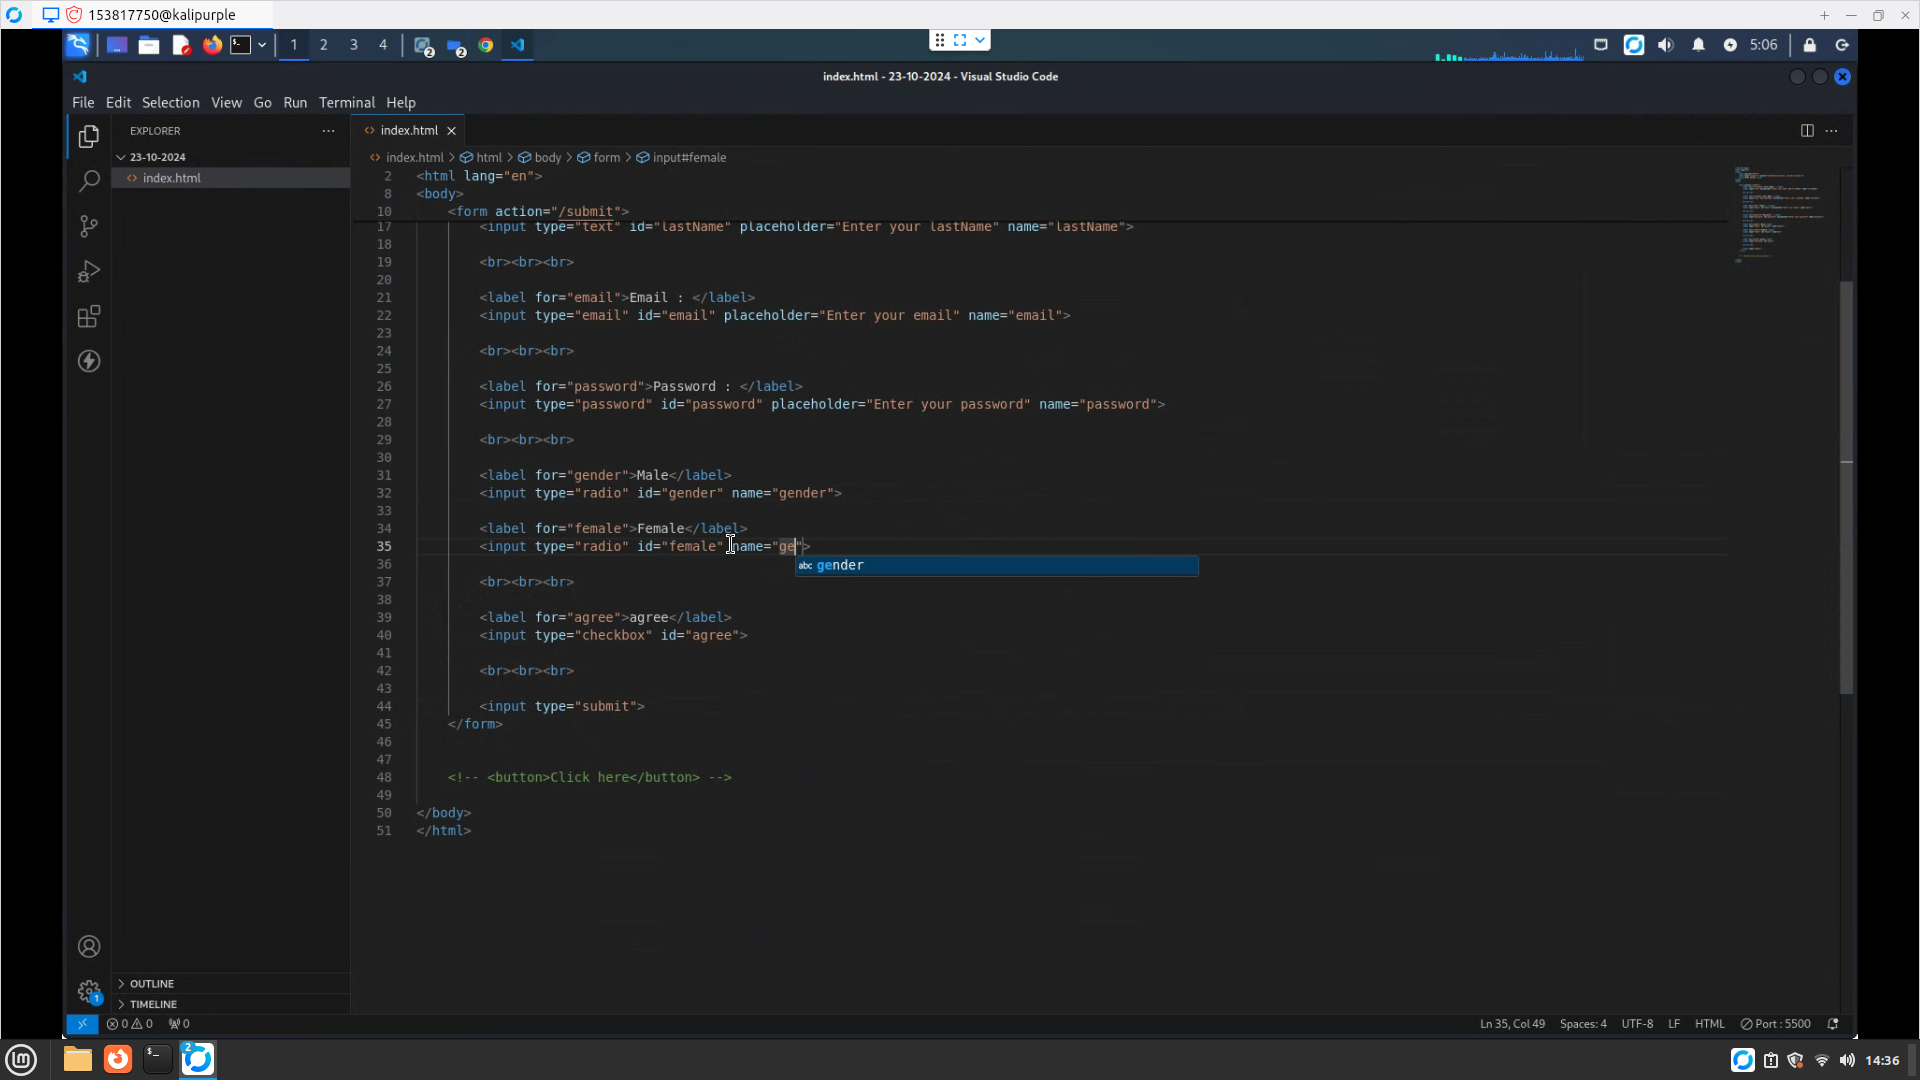 153817750@kalipurple
1 2 3 4
2
2
5:06
index.html - 23-10-2024 - Visual Studio Code
File Edit Selection View Go Run Terminal Help
EXPLORER
23-10-2024
index.html
index.html
index.html > html > body > form > input#female
2 <html lang="en">
8 <body>
10 <form action="/submit">
17 <input type="text" id="lastName" placeholder="Enter your lastName" name="lastName">
18
19 <br><br><br>
20
21 <label for="email">Email : </label>
22 <input type="email" id="email" placeholder="Enter your email" name="email">
23
24 <br><br><br>
25
26 <label for="password">Password : </label>
27 <input type="password" id="password" placeholder="Enter your password" name="password">
28
29 <br><br><br>
30
31 <label for="gender">Male</label>
32 <input type="radio" id="gender" name="gender">
33
34 <label for="female">Female</label>
35 <input type="radio" id="female" name="ge">
abc gender
36
37 <br><br><br>
38
39 <label for="agree">agree</label>
40 <input type="checkbox" id="agree">
41
42 <br><br><br>
43
44 <input type="submit">
45 </form>
46
47
48 <!-- <button>Click here</button> -->
49
50 </body>
51 </html>
OUTLINE
TIMELINE
1
0 0 0
Ln 35, Col 49 Spaces: 4 UTF-8 LF HTML Port : 5500
2
14:36